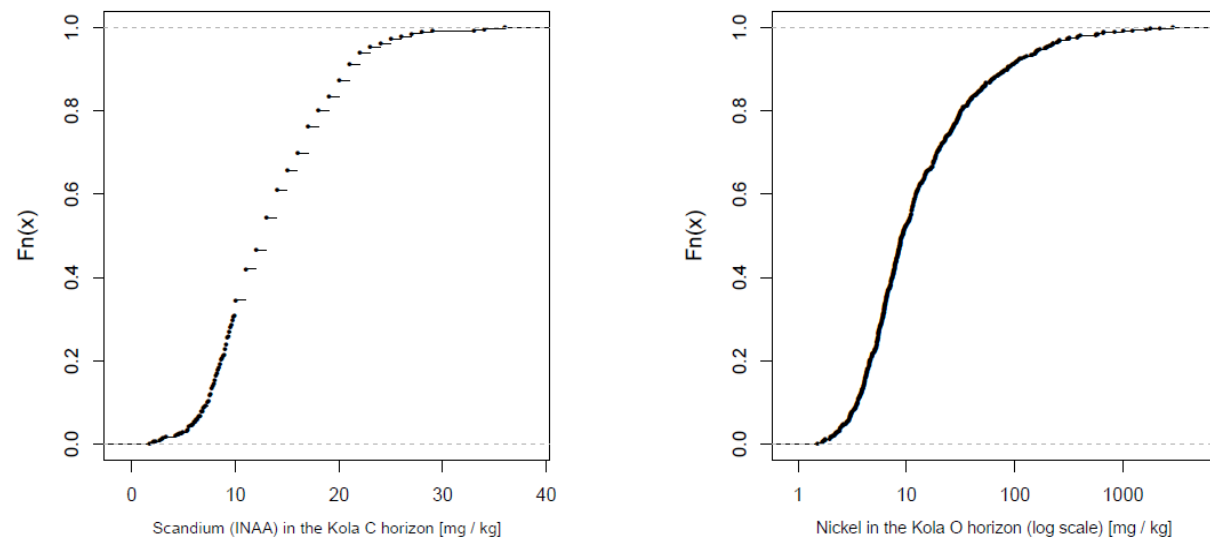 Fn(x)
1.0
0.8
0.6
0.4
0.2
0.0
0 10 20 30 40
Scandium (INAA) in the Kola C horizon [mg / kg]
Fn(x)
1.0
0.8
0.6
0.4
0.2
0.0
1 10 100 1000
Nickel in the Kola O horizon (log scale) [mg / kg]